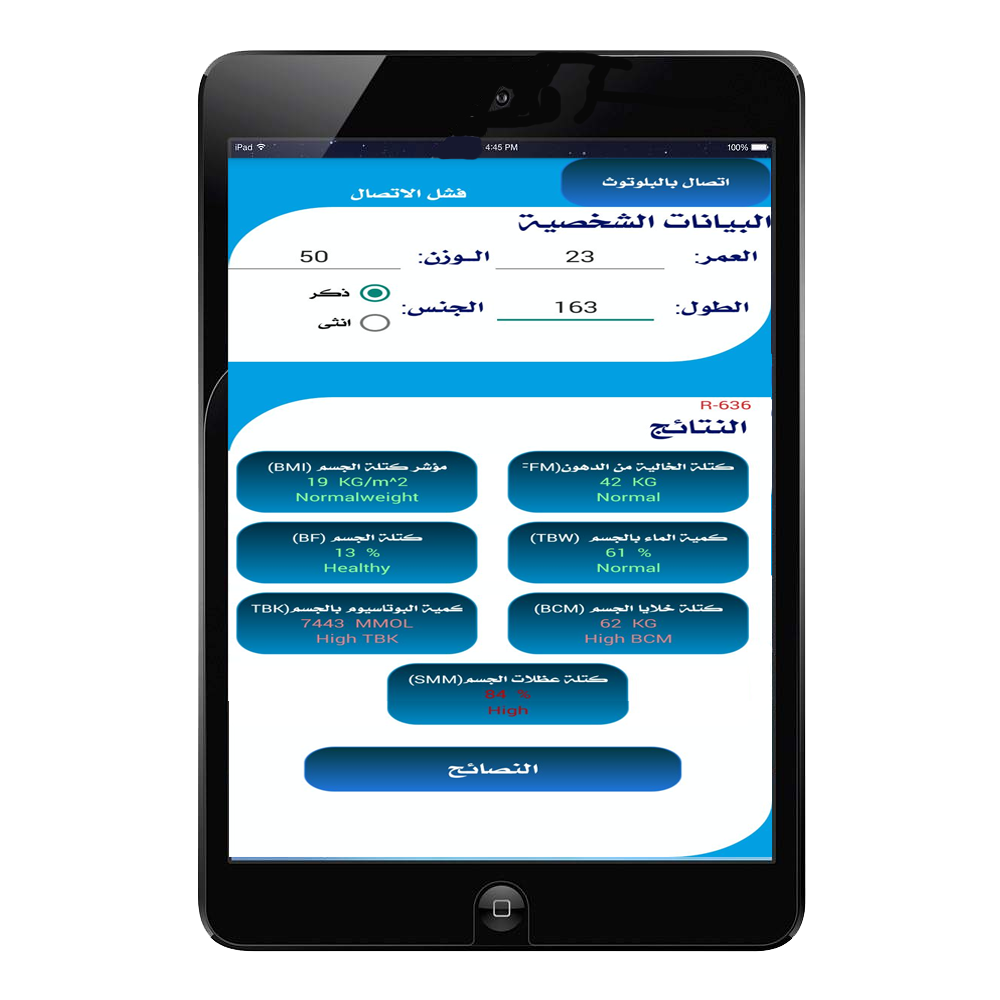 iPad 4:45 PM 100%
اتصال بالبلوتوث
فشل الاتصال
البيانات الشخصية
العمر: 23 الوزن: 50
الطول: 163 الجنس: ذكر
انثى
R-636
النتائج
كتلة الخالية من الدهون(FFM
42 KG
Normal
مؤشر كتلة الجسم (BMI)
19 KG/m^2
Normalweight
كمية الماء بالجسم (TBW)
61 %
Normal
كتلة الجسم (BF)
13 %
Healthy
كتلة خلايا الجسم (BCM)
62 KG
High BCM
كمية البوتاسيوم بالجسم(TBK
7443 MMOL
High TBK
كتلة عظلات الجسم(SMM)
84 %
High
النصائح